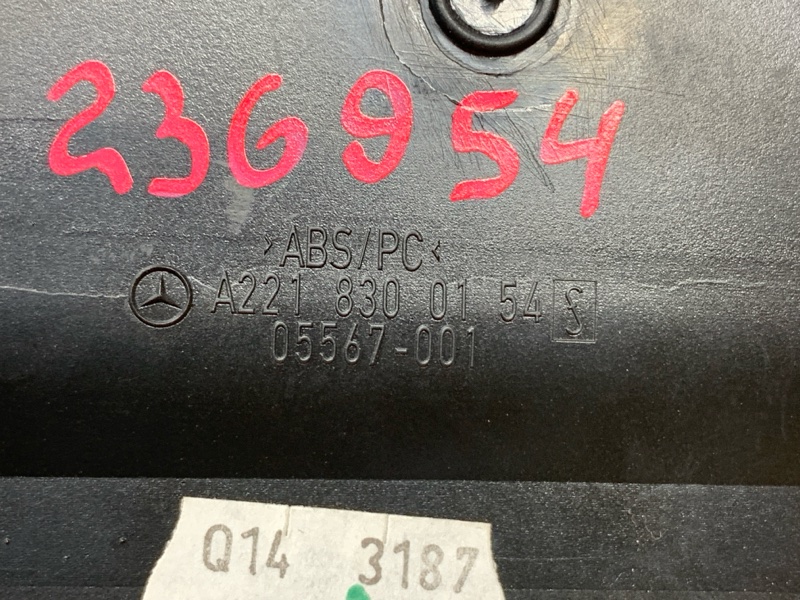 236954
>ABS/PC<
A221 830 01 54
05567-001
Q14 3187